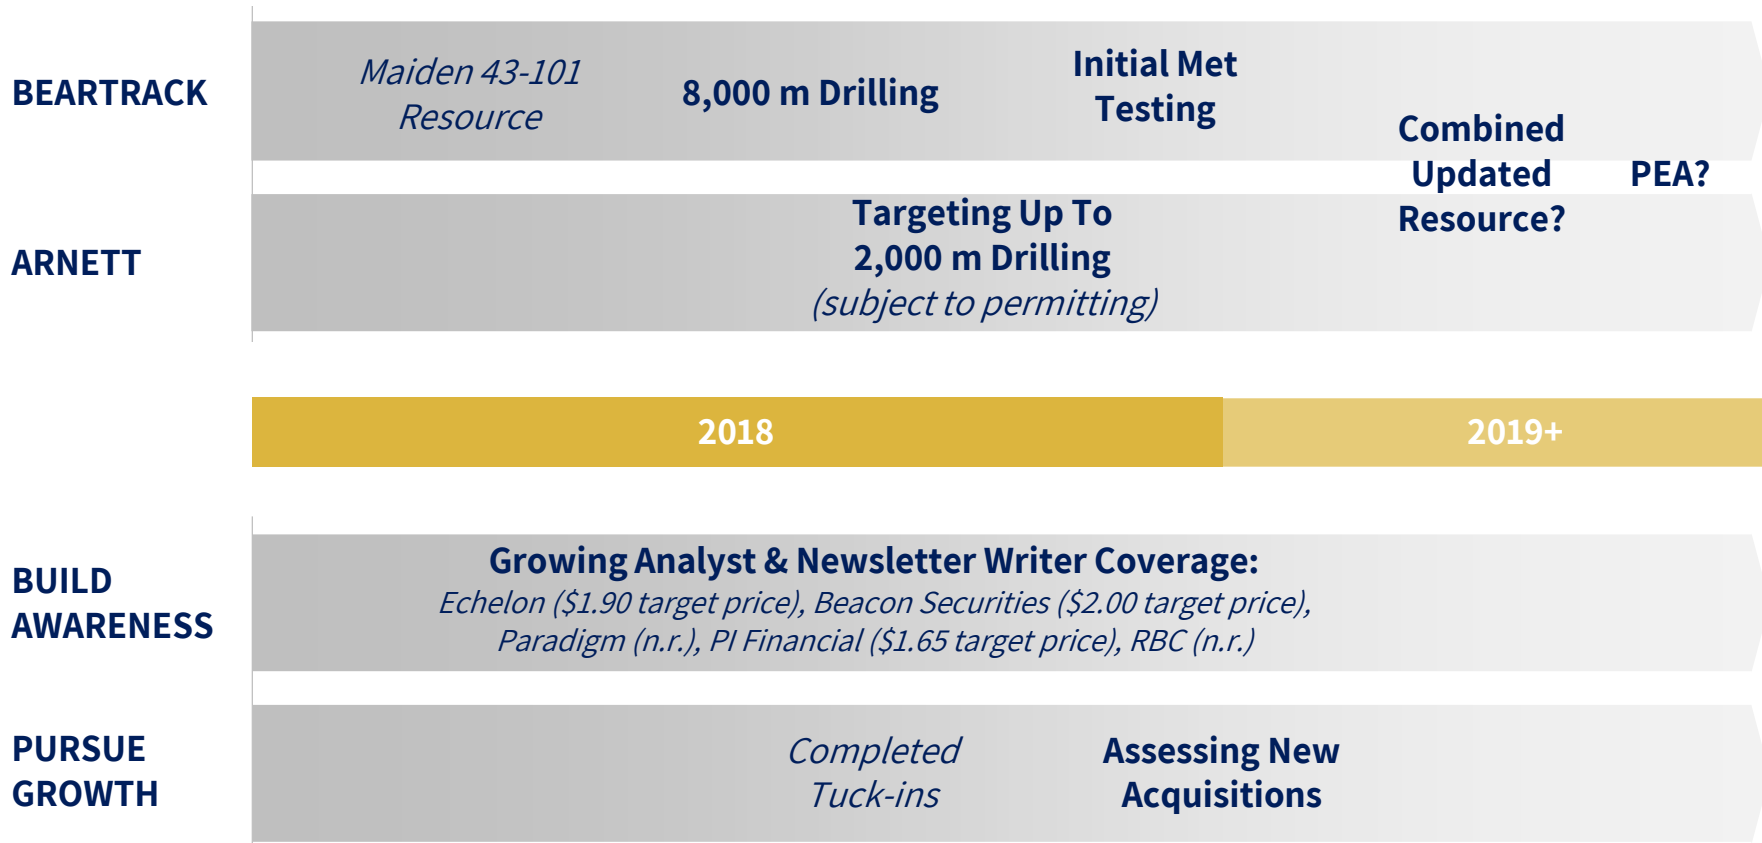 BEARTRACK
Maiden 43-101
Resource
8,000 m Drilling
Initial Met
Testing
Combined
Updated
Resource?
PEA?
ARNETT
Targeting Up To
2,000 m Drilling
(subject to permitting)
2018
2019+
BUILD
AWARENESS
Growing Analyst & Newsletter Writer Coverage:
Echelon ($1.90 target price), Beacon Securities ($2.00 target price),
Paradigm (n.r.), PI Financial ($1.65 target price), RBC (n.r.)
PURSUE
GROWTH
Completed
Tuck-ins
Assessing New
Acquisitions